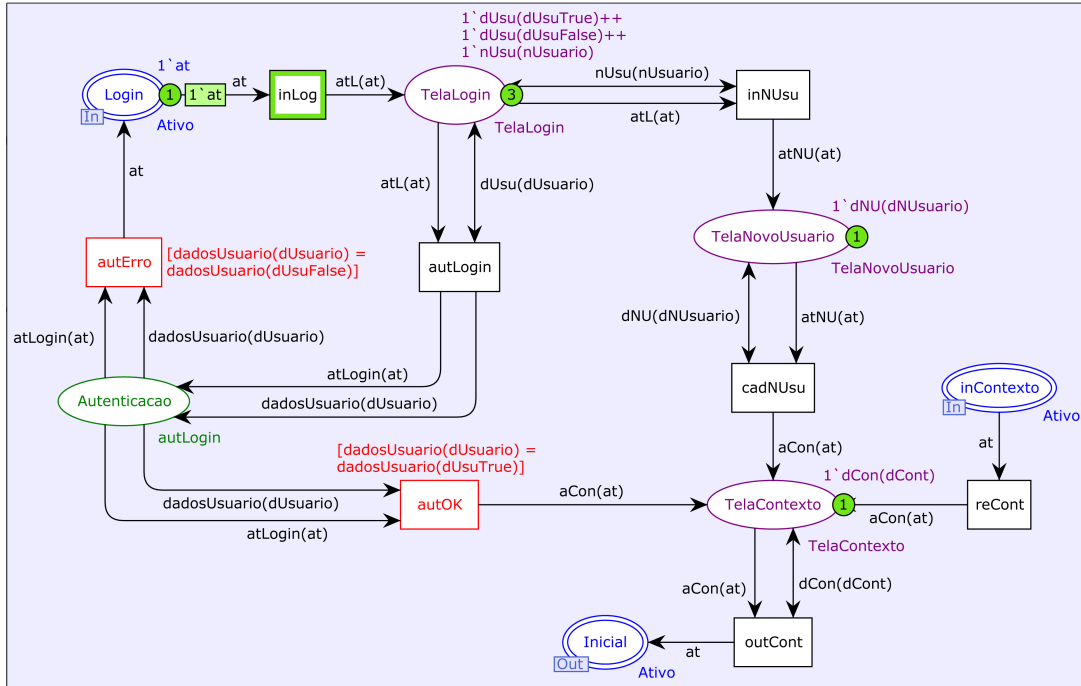 1`dUsu(dUsuTrue)++
1`dUsu(dUsuFalse)++
1`nUsu(nUsuario)
1`at
Login
1
1`at
at
inLog
atL(at)
TelaLogin
3
nUsu(nUsuario)
inNUsu
In
Ativo
TelaLogin
atL(at)
at
atL(at)
dUsu(dUsuario)
atNU(at)
1`dNU(dNUsuario)
TelaNovoUsuario
1
TelaNovoUsuario
autErro
[dadosUsuario(dUsuario) =
dadosUsuario(dUsuFalse)]
autLogin
atLogin(at)
dadosUsuario(dUsuario)
dNU(dNUsuario)
atNU(at)
atLogin(at)
cadNUsu
inContexto
In
Ativo
Autenticacao
dadosUsuario(dUsuario)
autLogin
[dadosUsuario(dUsuario) =
dadosUsuario(dUsuTrue)]
aCon(at)
at
1`dCon(dCont)
dadosUsuario(dUsuario)
autOK
aCon(at)
TelaContexto
1
aCon(at)
reCont
atLogin(at)
TelaContexto
aCon(at)
dCon(dCont)
Inicial
Out
at
outCont
Ativo